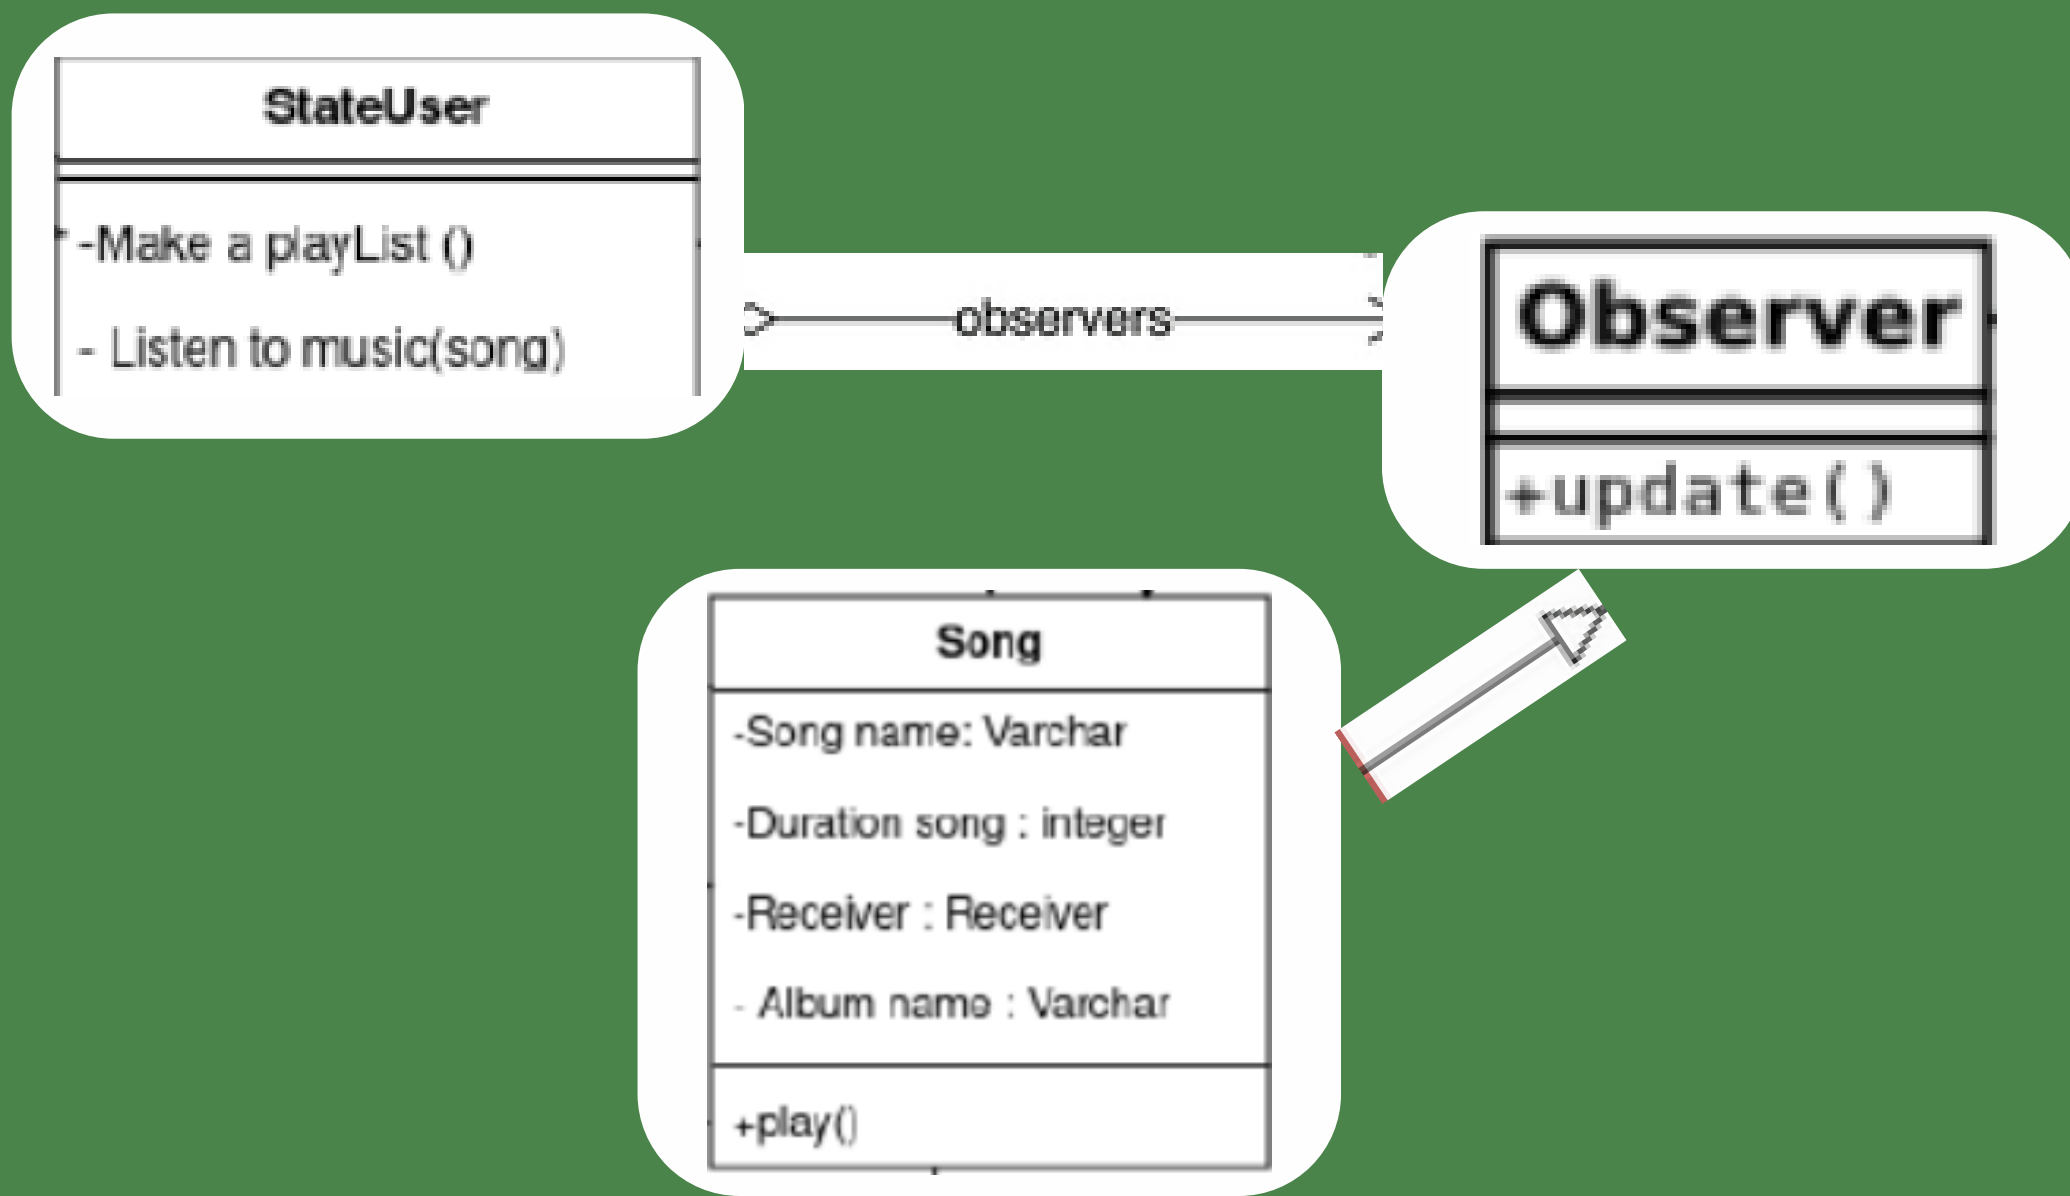 StateUser
-Make a playList ()
- Listen to music(song)
observers
Observer
+update()
Song
-Song name: Varchar
-Duration song : integer
-Receiver : Receiver
- Album name : Varchar
+play()